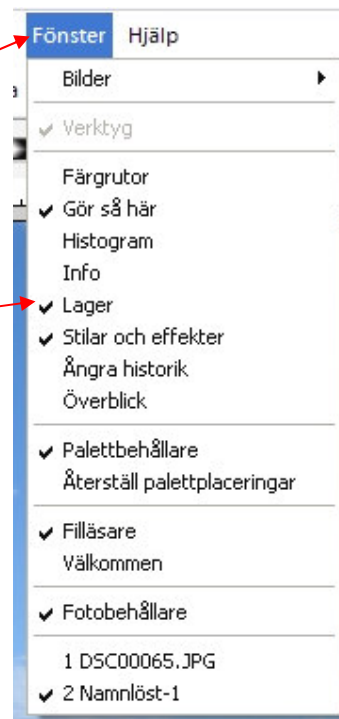 Fönster Hjälp
Bilder
Verktyg
Färgrutor
Gör så här
Histogram
Info
Lager
Stilar och effekter
Ångra historik
Överblick
Palettbehållare
Återställ palettplaceringar
Filläsare
Välkommen
Fotobehållare
1 DSC00065.JPG
2 Namnlöst-1